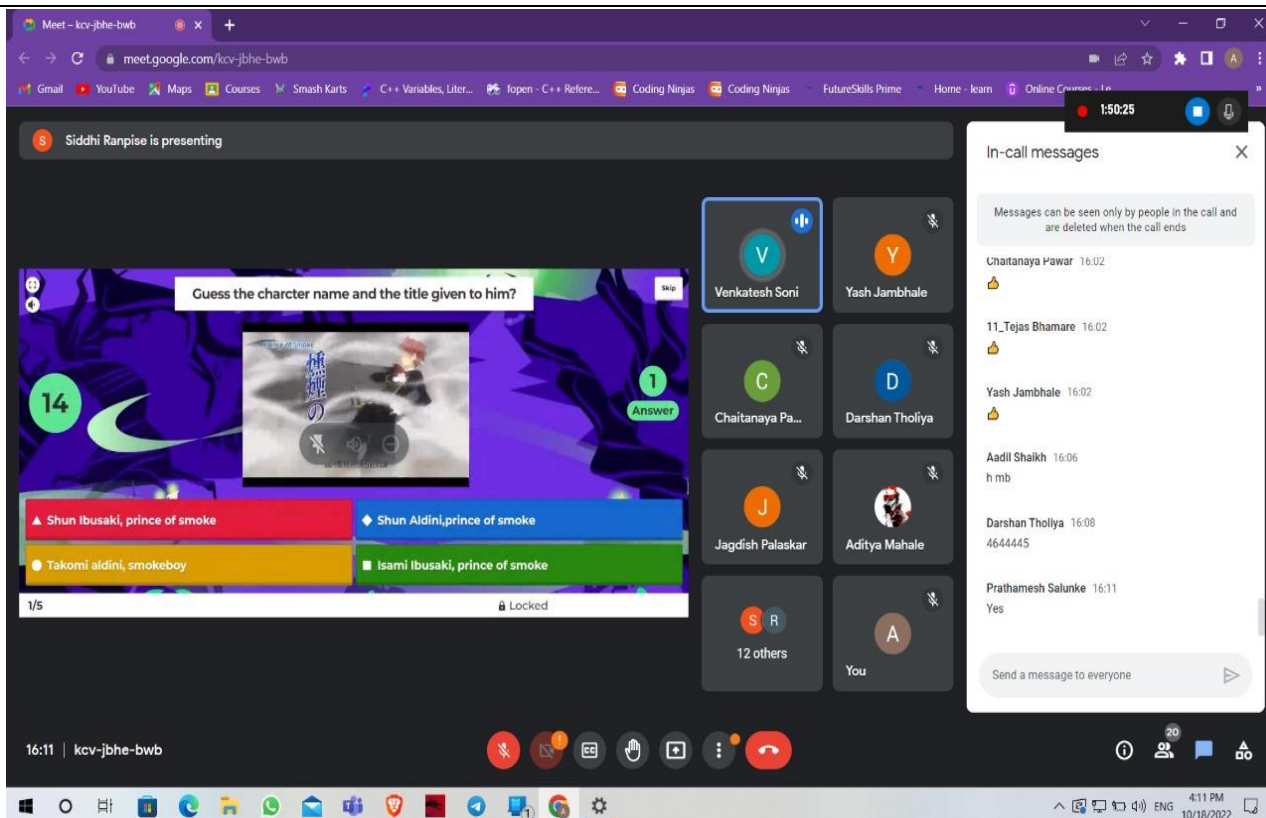 Meet – kcv-jbhe-bwb
meet.google.com/kcv-jbhe-bwb
A
Gmail YouTube Maps Courses Smash Karts C++ Variables, Liter... fopen - C++ Refere... Coding Ninjas Coding Ninjas FutureSkills Prime Home - learn Online Courses - Le
1:50:25
S Siddhi Ranpise is presenting
Guess the charcter name and the title given to him?
Skip
14
1
Answer
Shun Ibusaki, prince of smoke
Shun Aldini,prince of smoke
Takomi aldini, smokeboy
Isami Ibusaki, prince of smoke
1/5
Locked
V
Venkatesh Soni
Y
Yash Jambhale
C
Chaitanaya Pa...
D
Darshan Tholiya
J
Jagdish Palaskar
Aditya Mahale
S R
12 others
A
You
In-call messages
Messages can be seen only by people in the call and
are deleted when the call ends
Chaitanaya Pawar 16:02
11_Tejas Bhamare 16:02
Yash Jambhale 16:02
Aadil Shaikh 16:06
h mb
Darshan Tholiya 16:08
4644445
Prathamesh Salunke 16:11
Yes
Send a message to everyone
16:11 | kcv-jbhe-bwb
20
ENG
4:11 PM
10/18/2022